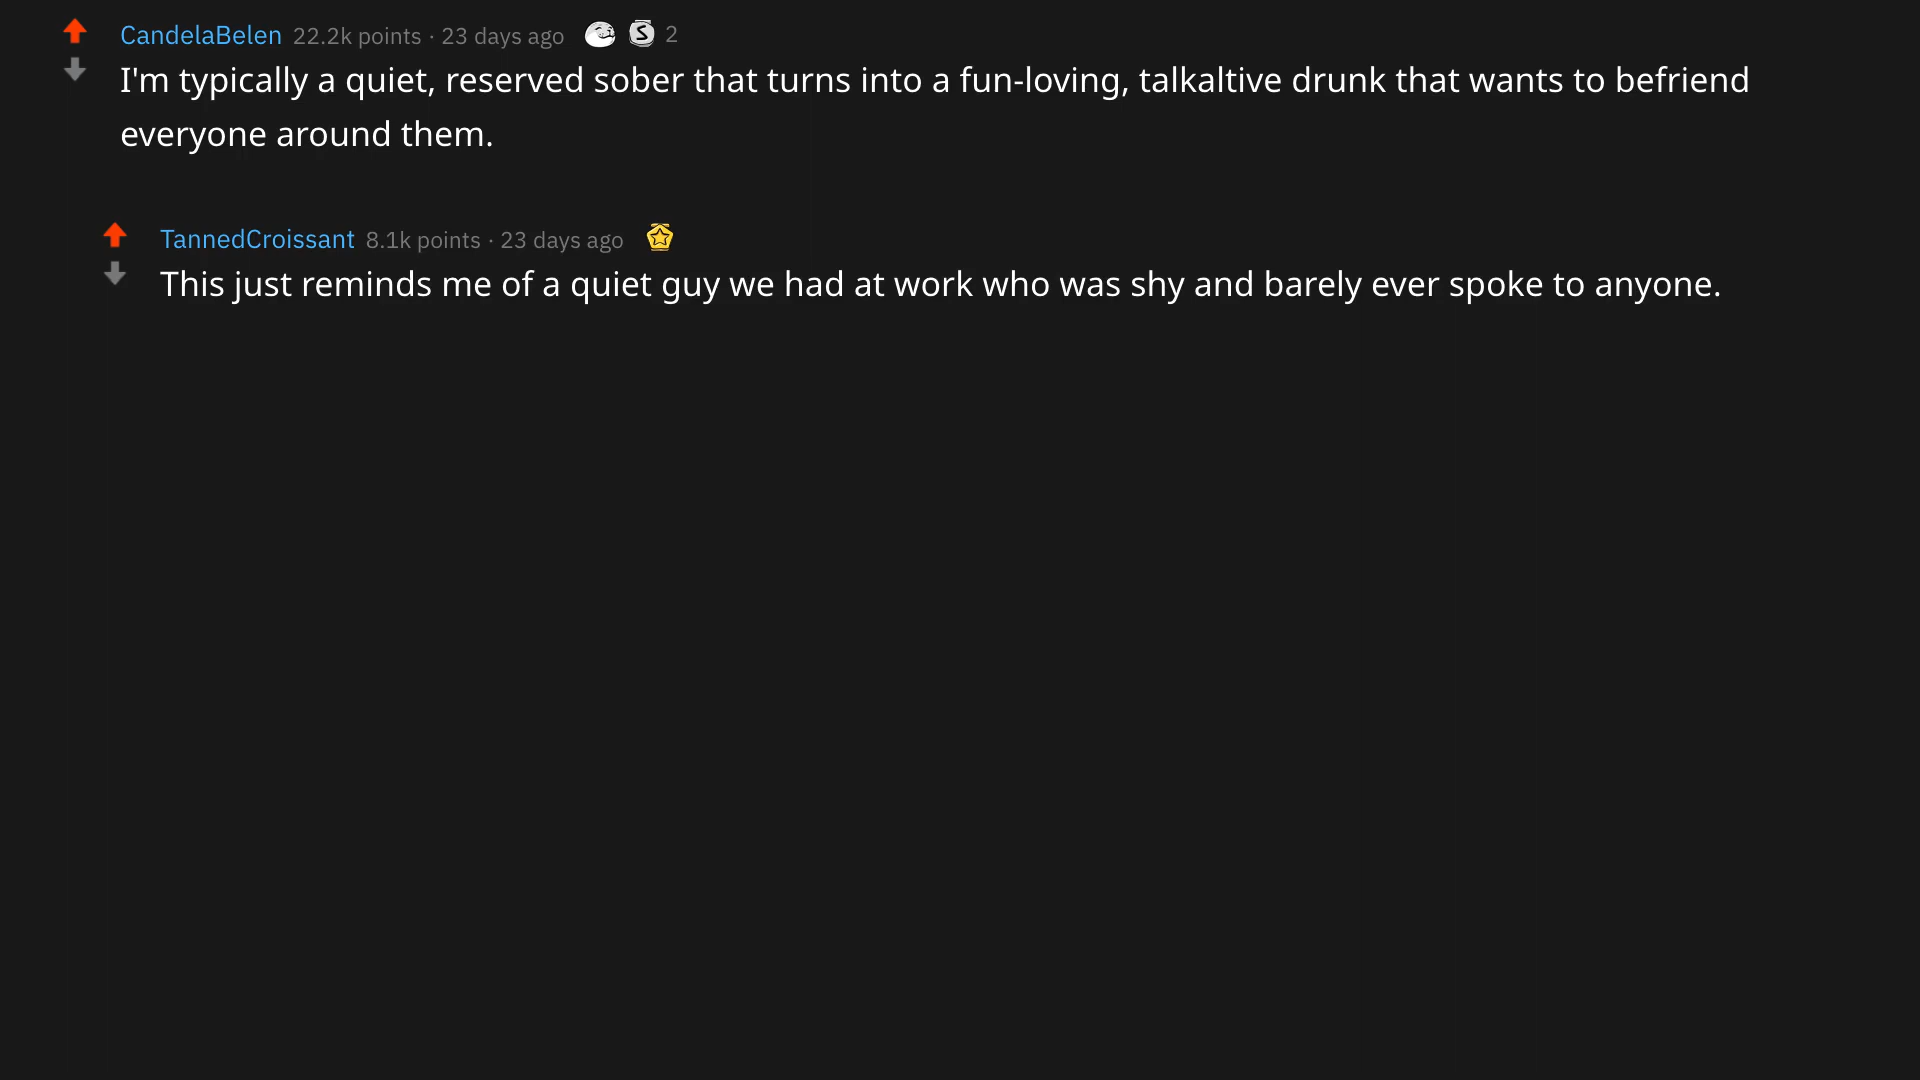 CandelaBelen 22.2k points · 23 days ago 2
I'm typically a quiet, reserved sober that turns into a fun-loving, talkaltive drunk that wants to befriend
everyone around them.
TannedCroissant 8.1k points · 23 days ago
This just reminds me of a quiet guy we had at work who was shy and barely ever spoke to anyone.